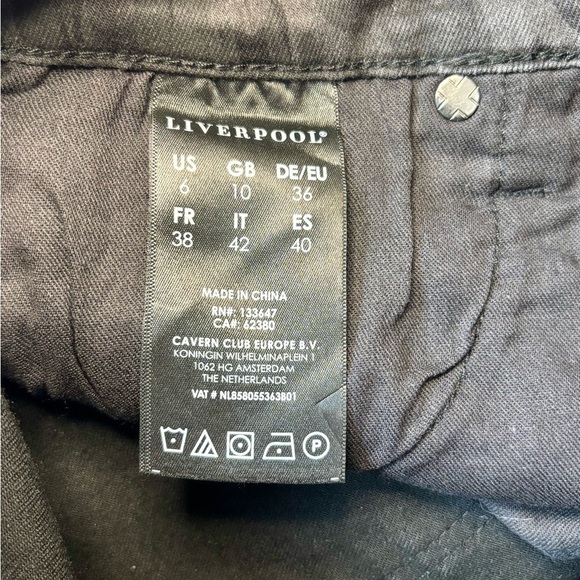 LIVERPOOL®
US GB DE/EU
6 10 36
FR IT ES
38 42 40
MADE IN CHINA
RN#: 133647
CA#: 62380
CAVERN CLUB EUROPE B.V.
KONINGIN WILHELMINAPLEIN 1
1062 HG AMSTERDAM
THE NETHERLANDS
VAT # NL858055363B01
P